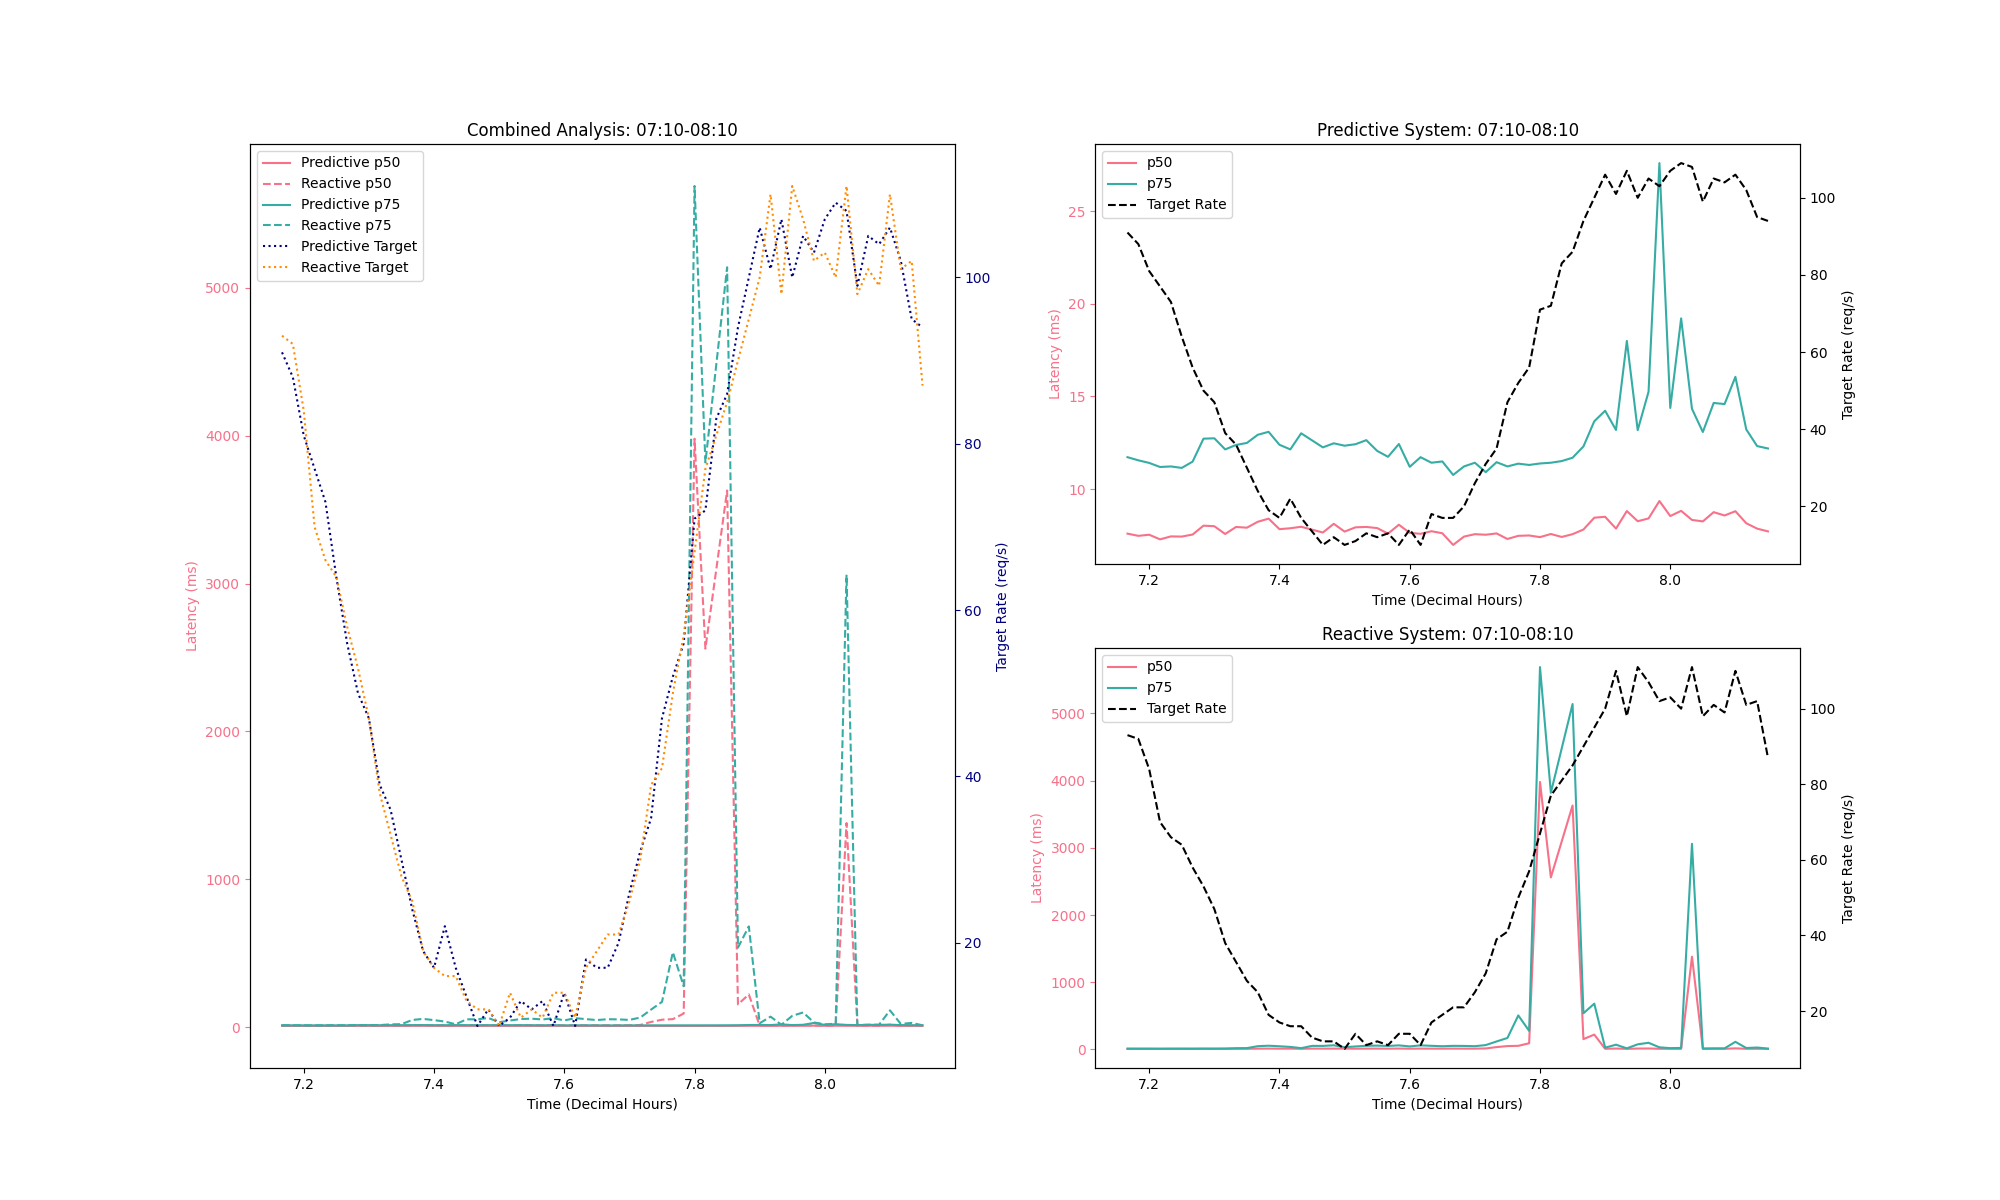 Combined Analysis: 07:10-08:10
Predictive p50
Reactive p50
Predictive p75
Reactive p75
Predictive Target
Reactive Target
Latency (ms)
5000
4000
3000
2000
1000
0
7.2 7.4 7.6 7.8 8.0
Time (Decimal Hours)
100
80
60
40
20
Target Rate (req/s)
Predictive System: 07:10-08:10
p50
p75
Target Rate
Latency (ms)
25
20
15
10
7.2 7.4 7.6 7.8 8.0
Time (Decimal Hours)
100
80
60
40
20
Target Rate (req/s)
Reactive System: 07:10-08:10
p50
p75
Target Rate
Latency (ms)
5000
4000
3000
2000
1000
0
7.2 7.4 7.6 7.8 8.0
Time (Decimal Hours)
100
80
60
40
20
Target Rate (req/s)